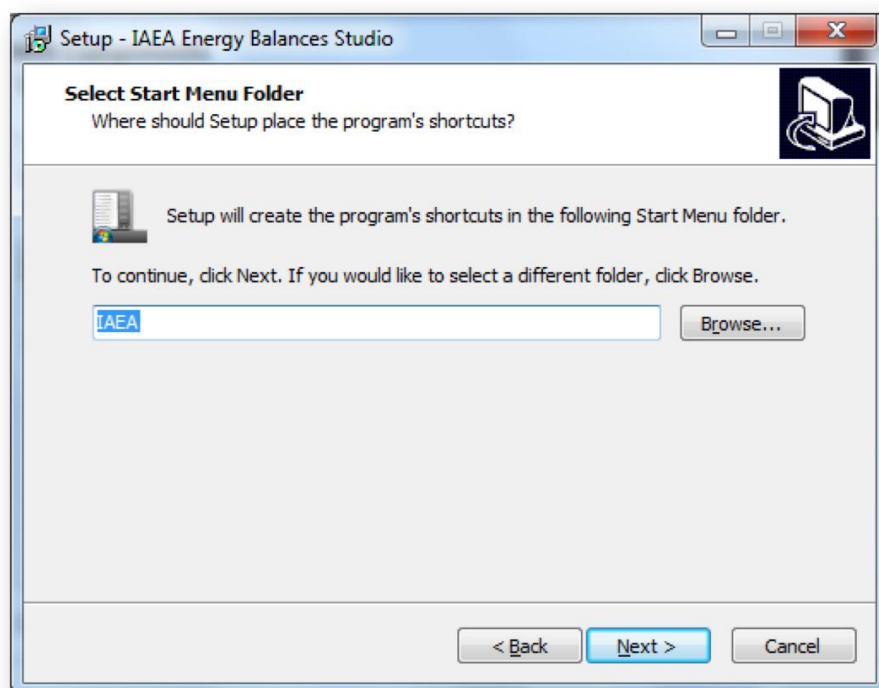 Setup - IAEA Energy Balances Studio
Select Start Menu Folder
Where should Setup place the program's shortcuts?
Setup will create the program's shortcuts in the following Start Menu folder.
To continue, click Next. If you would like to select a different folder, click Browse.
IAEA
Browse...
< Back
Next >
Cancel